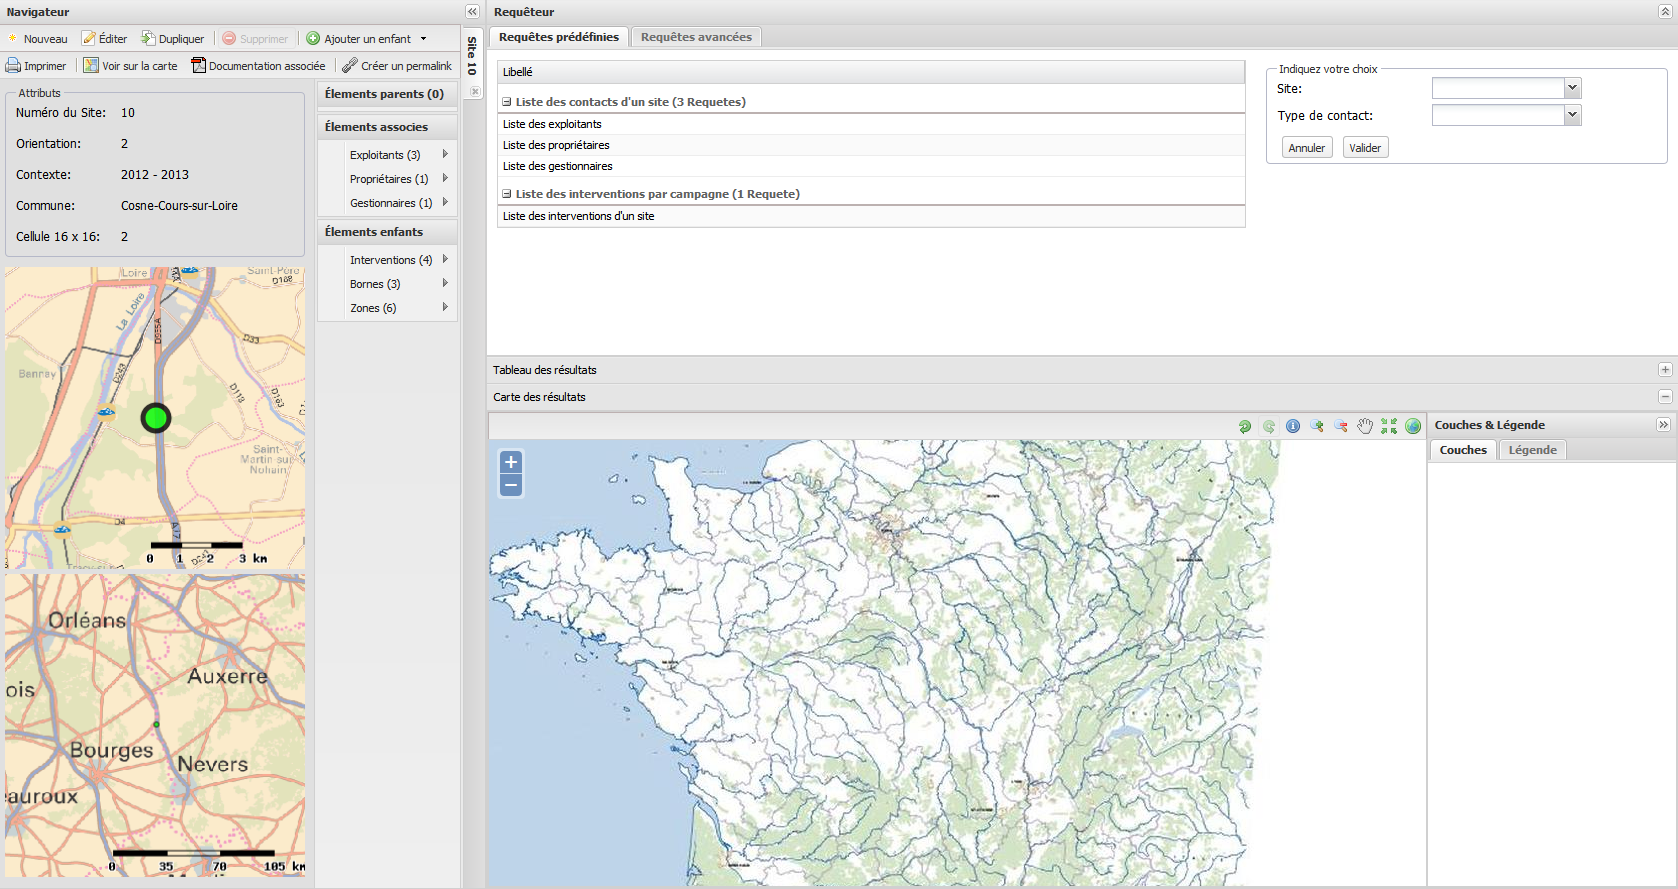 Navigateur
Nouveau
Éditer
Dupliquer
Supprimer
Ajouter un enfant
Imprimer
Voir sur la carte
Documentation associée
Créer un permalink
Site 10
Attributs
Numéro du Site: 10
Orientation: 2
Contexte: 2012 - 2013
Commune: Cosne-Cours-sur-Loire
Cellule 16 x 16: 2
Élements parents (0)
Élements associes
Exploitants (3)
Propriétaires (1)
Gestionnaires (1)
Élements enfants
Interventions (4)
Bornes (3)
Zones (6)
Loire
Saint-Père
D168
La Loire
D955A
D33
Bannay
D243
D113
D183
Saint-
Martin-sur
Nohain
D4
A77
D243
0 1 2 3 km
Orléans
Auxerre
ois
Bourges
Nevers
eauroux
0 35 70 105 km
Requêteur
Requêtes prédéfinies
Requêtes avancées
Libellé
Liste des contacts d'un site (3 Requetes)
Liste des exploitants
Liste des propriétaires
Liste des gestionnaires
Liste des interventions par campagne (1 Requete)
Liste des interventions d'un site
Indiquez votre choix
Site:
Type de contact:
Annuler
Valider
Tableau des résultats
Carte des résultats
Couches & Légende
Couches
Légende